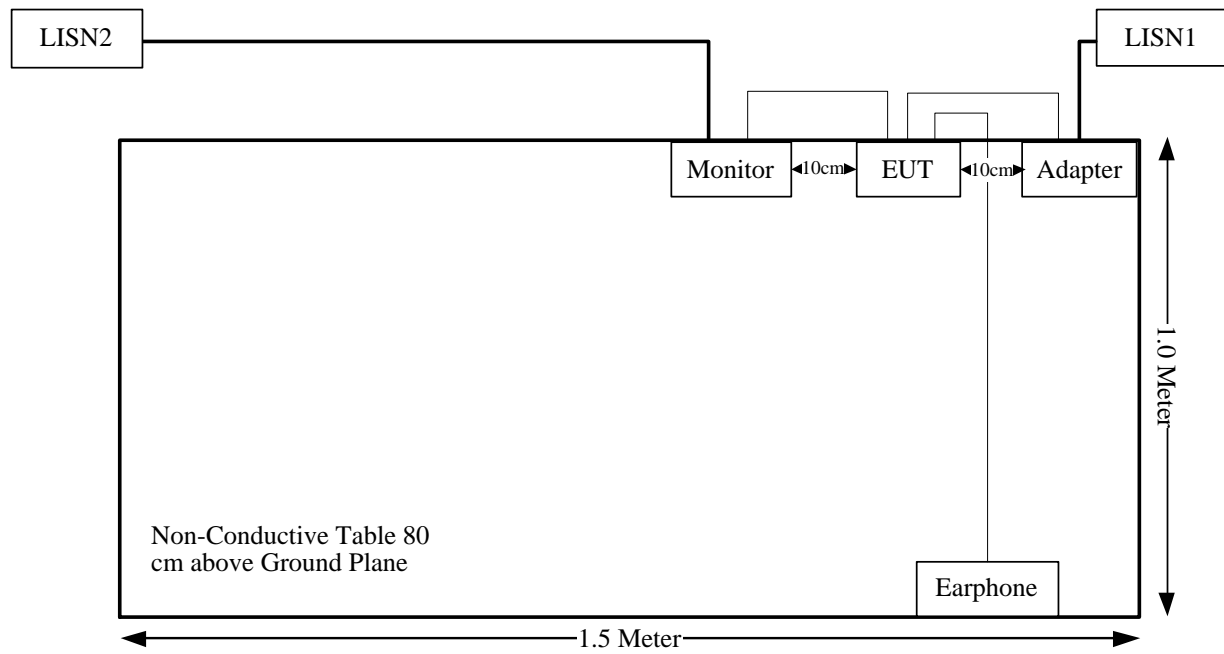 LISN2
LISN1
Monitor
10cm
EUT
10cm
Adapter
1.0 Meter
Non-Conductive Table 80
cm above Ground Plane
Earphone
1.5 Meter